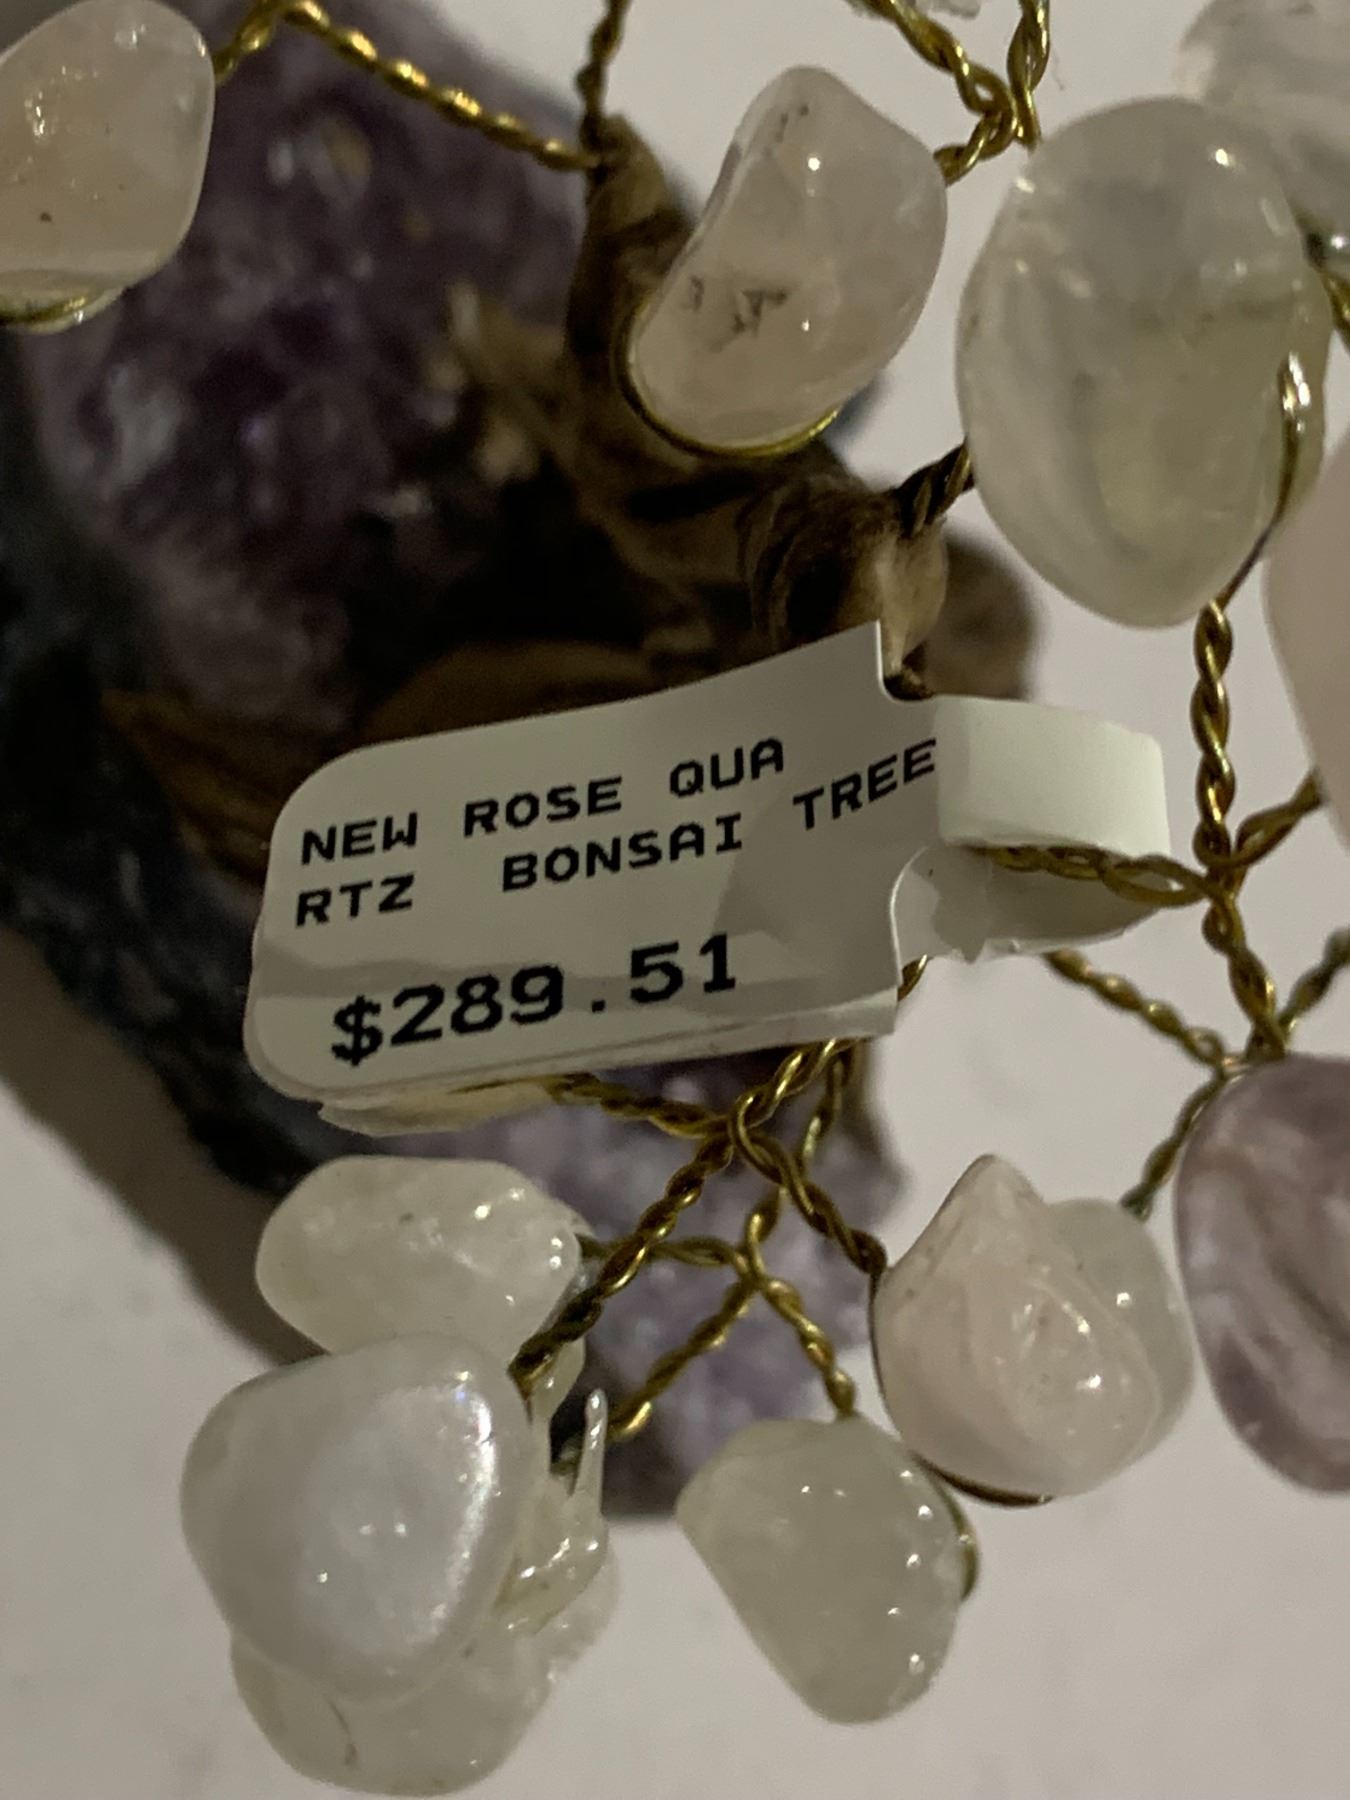 NEW ROSE QUA
RTZ BONSAI TREE
$289.51